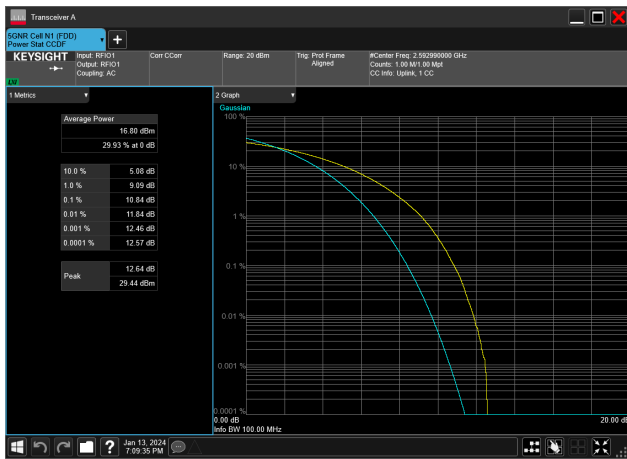 Transceiver A
5GNR Cell N1 (FDD)
Power Stat CCDF
KEYSIGHT
Input: RFIO1
Output: RFIO1
Coupling: AC
Corr CCorr
Range: 20 dBm
Trig: Prot Frame
Aligned
#Center Freq: 2.592990000 GHz
Counts: 1.00 M/1.00 Mpt
CC Info: Uplink, 1 CC
1 Metrics
Average Power
16.80 dBm
29.93 % at 0 dB
10.0 % 5.08 dB
1.0 % 9.09 dB
0.1 % 10.84 dB
0.01 % 11.84 dB
0.001 % 12.46 dB
0.0001 % 12.57 dB
Peak
12.64 dB
29.44 dBm
2 Graph
Gaussian
100 %
10 %
1 %
0.1 %
0.01 %
0.001 %
0.0001 %
0.00 dB
20.00 dB
Info BW 100.00 MHz
?
Jan 13, 2024
7:09:35 PM